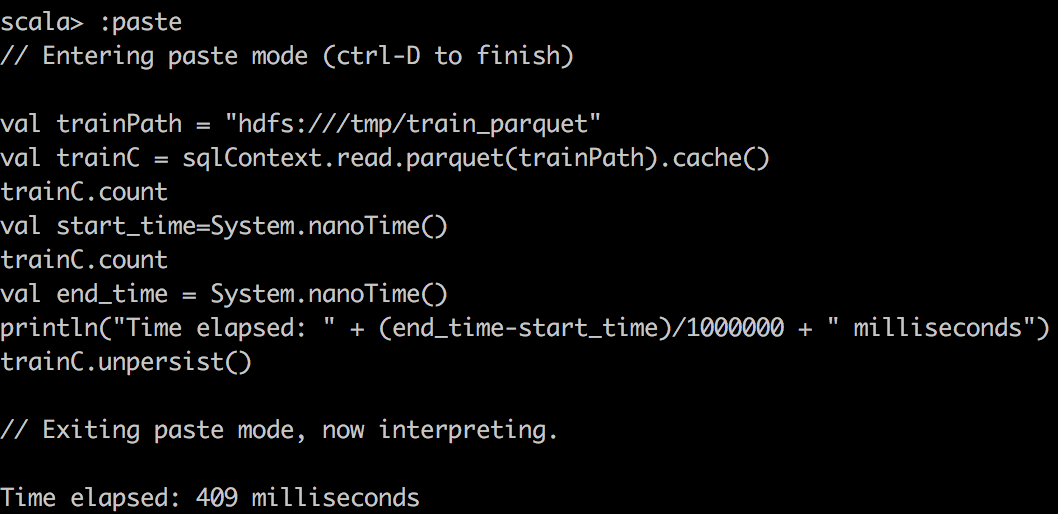 scala> :paste
// Entering paste mode (ctrl-D to finish)
val trainPath = "hdfs:///tmp/train_parquet"
val trainC = sqlContext.read.parquet(trainPath).cache()
trainC.count
val start_time=System.nanoTime()
trainC.count
val end_time = System.nanoTime()
println("Time elapsed: " + (end_time-start_time)/1000000 + " milliseconds")
trainC.unpersist()
// Exiting paste mode, now interpreting.
Time elapsed: 409 milliseconds